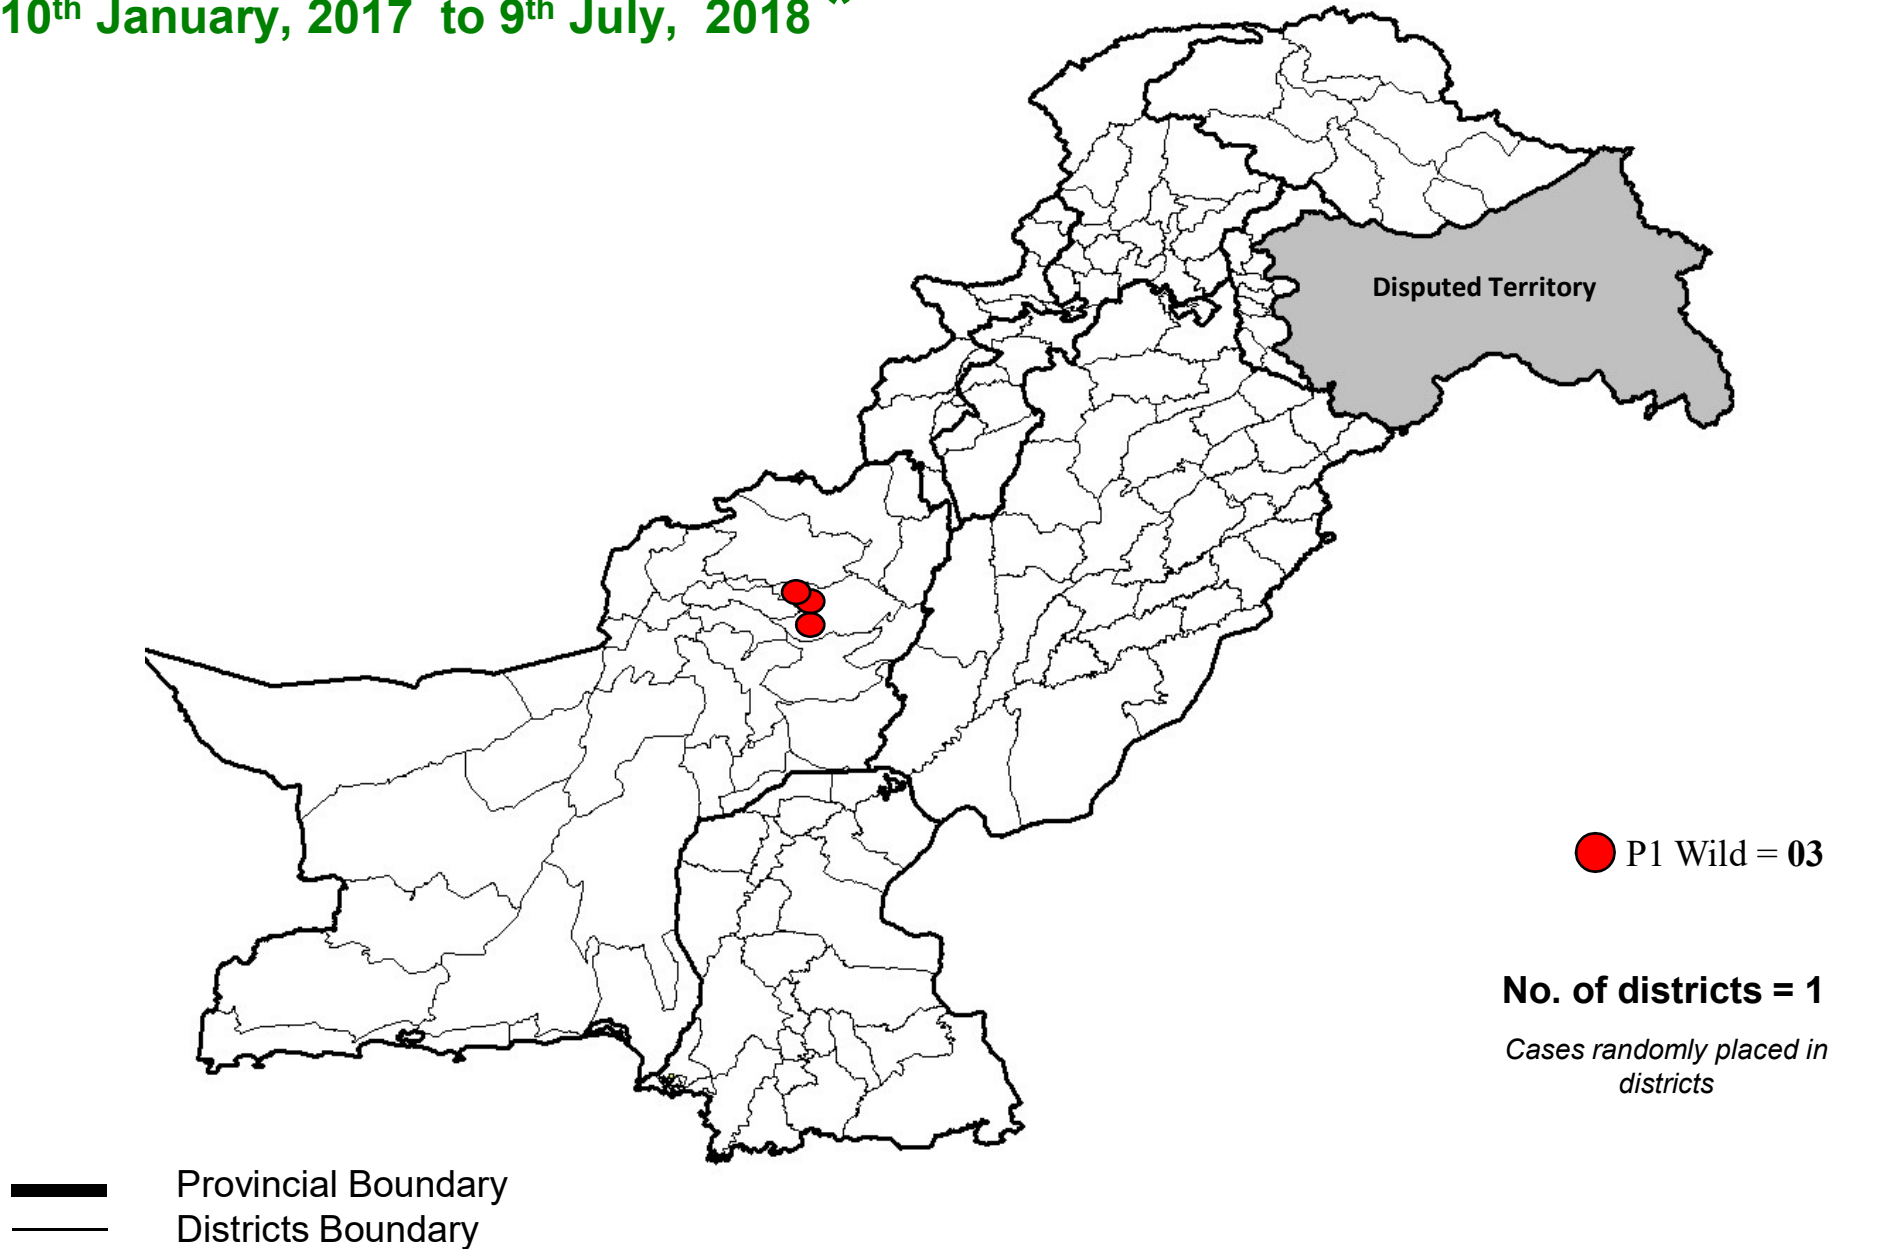 10th January, 2017 to 9th July, 2018
Disputed Territory
P1 Wild = 03
No. of districts = 1
Cases randomly placed in
districts
Provincial Boundary
Districts Boundary